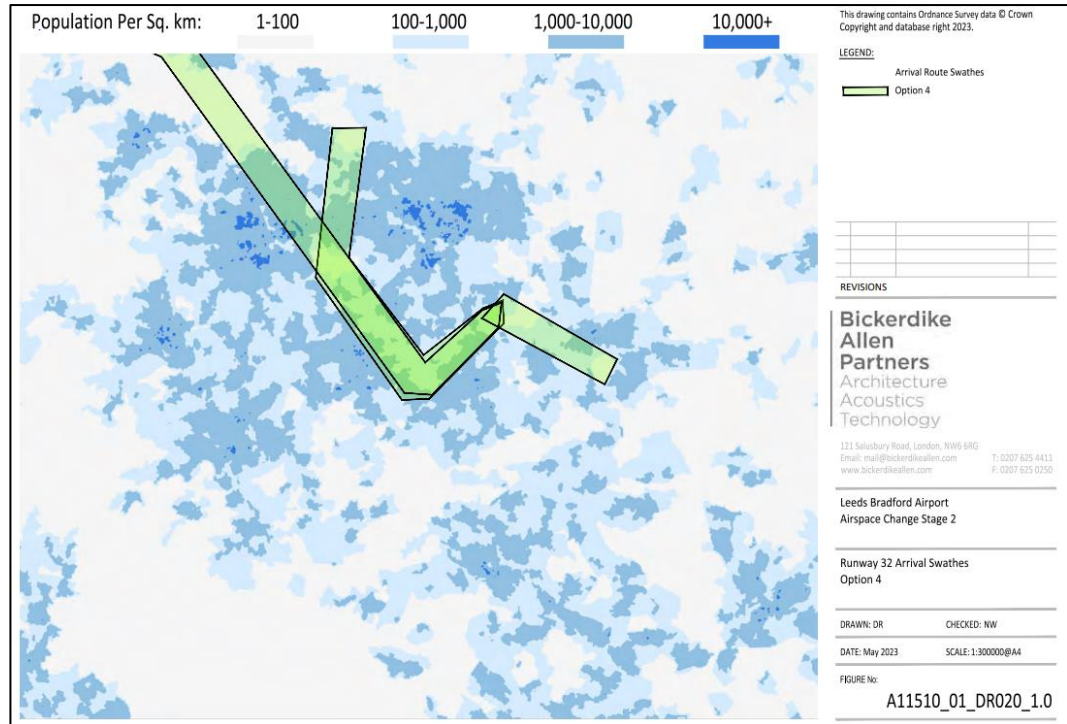 Population Per Sq. km: 1-100 100-1,000 1,000-10,000 10,000+
This drawing contains Ordnance Survey data © Crown
Copyright and database right 2023.
LEGEND:
Arrival Route Swathes
Option 4
REVISIONS
Bickerdike
Allen
Partners
Architecture
Acoustics
Technology
121 Salusbury Road, London, NW6 6RG
Email: mail@bickerdikeallen.com T: 0207 625 4411
www.bickerdikeallen.com F: 0207 625 0250
Leeds Bradford Airport
Airspace Change Stage 2
Runway 32 Arrival Swathes
Option 4
DRAWN: DR CHECKED: NW
DATE: May 2023 SCALE: 1:300000@A4
FIGURE No:
A11510_01_DR020_1.0